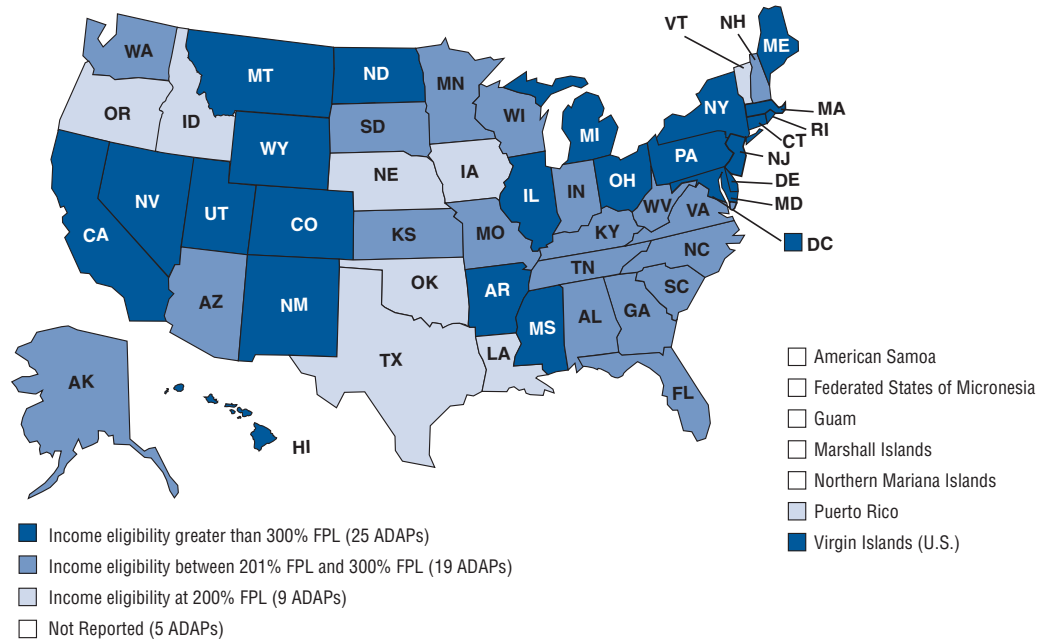 VT
NH
WA
MT
ND
MN
ME
OR
ID
SD
WI
MI
NY
MA
RI
CT
WY
NE
IA
PA
NJ
NV
UT
CO
IL
IN
OH
DE
MD
WV
VA
DC
CA
KS
MO
KY
NC
AZ
NM
OK
AR
TN
SC
TX
LA
MS
AL
GA
AK
FL
HI
American Samoa
Federated States of Micronesia
Guam
Marshall Islands
Northern Mariana Islands
Puerto Rico
Virgin Islands (U.S.)
Income eligibility greater than 300% FPL (25 ADAPs)
Income eligibility between 201% FPL and 300% FPL (19 ADAPs)
Income eligibility at 200% FPL (9 ADAPs)
Not Reported (5 ADAPs)